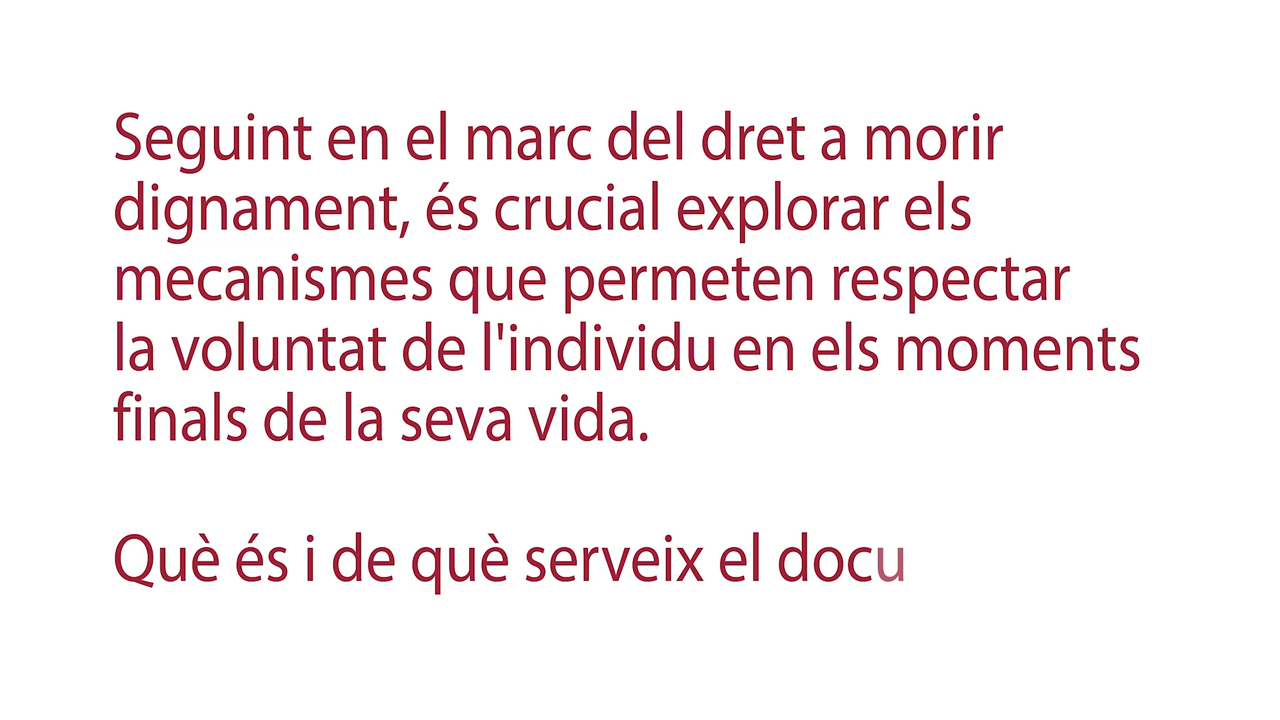 Seguint en el marc del dret a morir
dignament, és crucial explorar els
mecanismes que permeten respectar
la voluntat de l'individu en els moments
finals de la seva vida.
Què és i de què serveix el docu